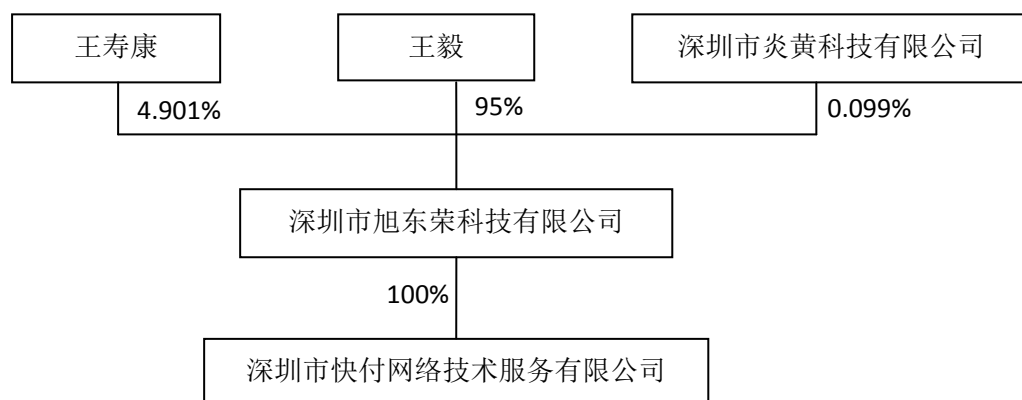 王寿康
王毅
深圳市炎黄科技有限公司
4.901%
95%
0.099%
深圳市旭东荣科技有限公司
100%
深圳市快付网络技术服务有限公司